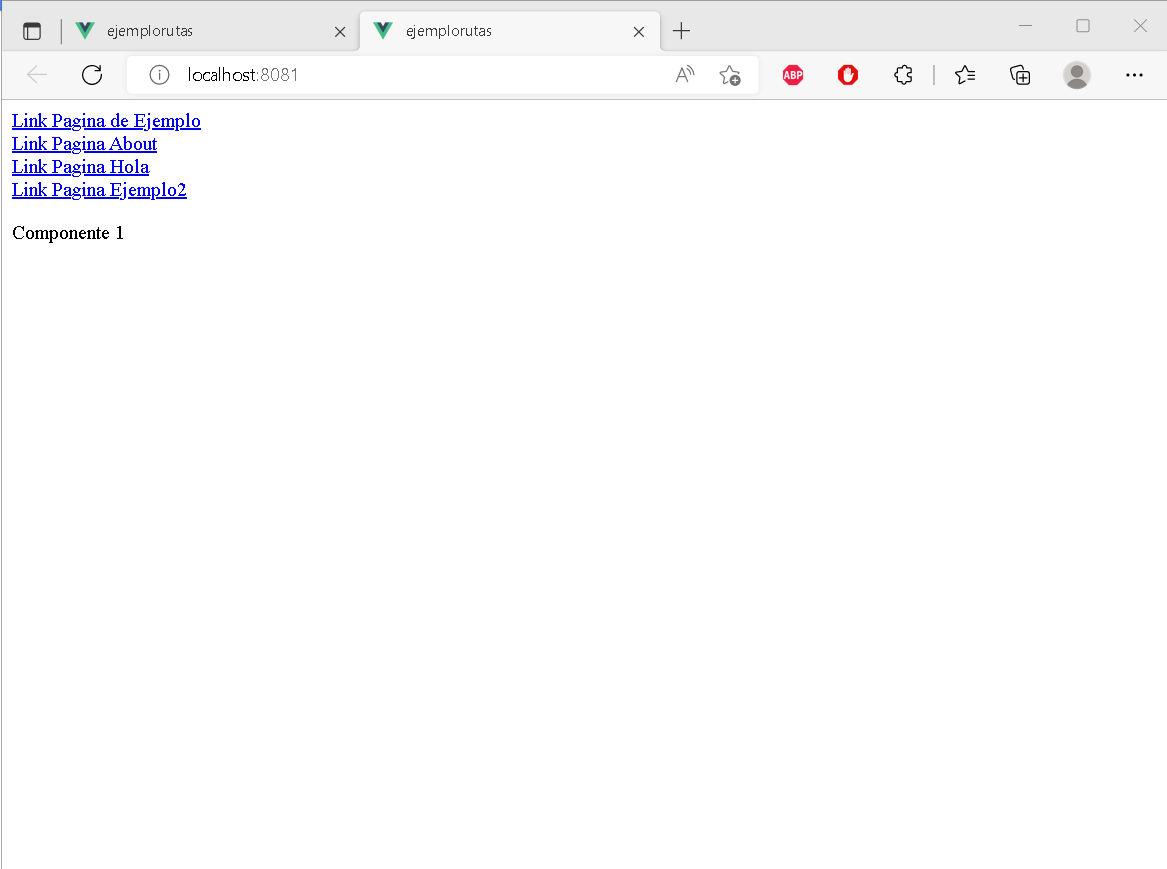 ejemplorutas
ejemplorutas
localhost:8081
ABP
Link Pagina de Ejemplo
Link Pagina About
Link Pagina Hola
Link Pagina Ejemplo2
Componente 1